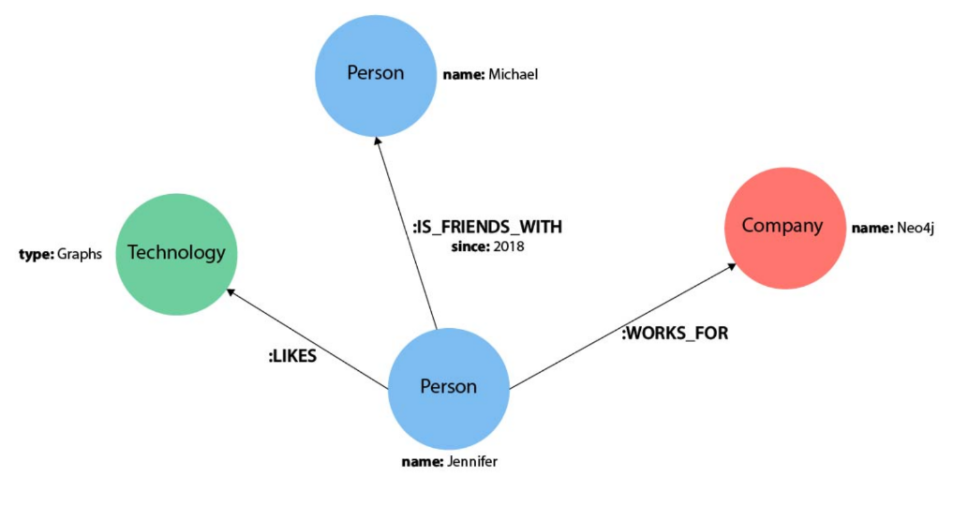 Person
name: Michael
:IS_FRIENDS_WITH
since: 2018
Company
name: Neo4j
type: Graphs
Technology
:WORKS_FOR
:LIKES
Person
name: Jennifer